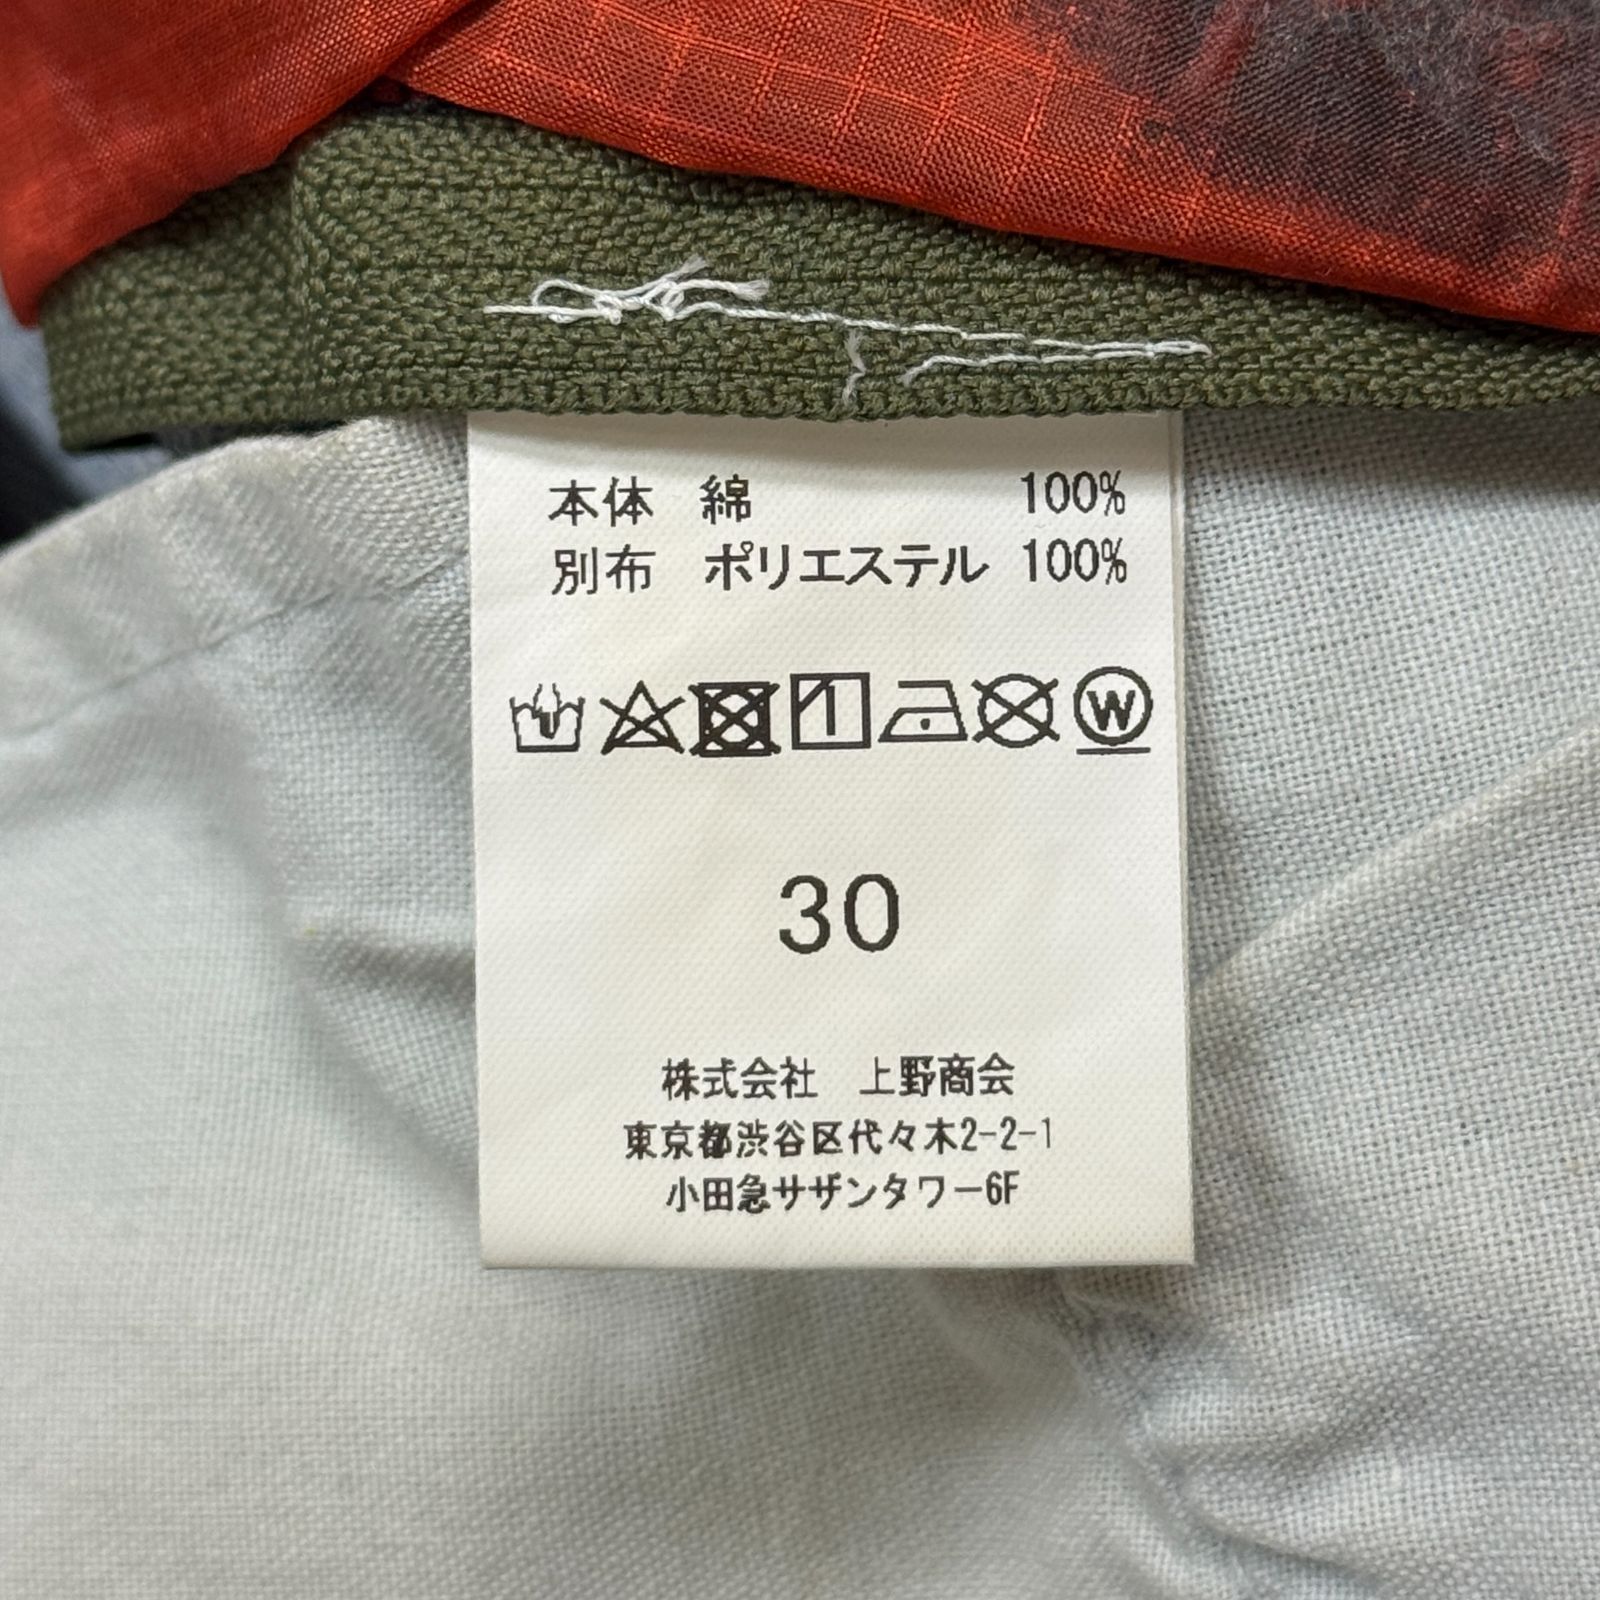 本体 綿 100%
別布 ポリエステル 100%
W
30
株式会社 上野商会
東京都渋谷区代々木2-2-1
小田急サザンタワー6F